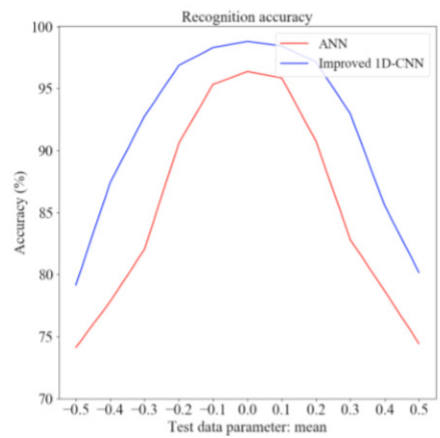 Recognition accuracy
100
95
90
85
80
75
70
Accuracy (%)
ANN
Improved 1D-CNN
−0.5 −0.4 −0.3 −0.2 −0.1 0.0 0.1 0.2 0.3 0.4 0.5
Test data parameter: mean